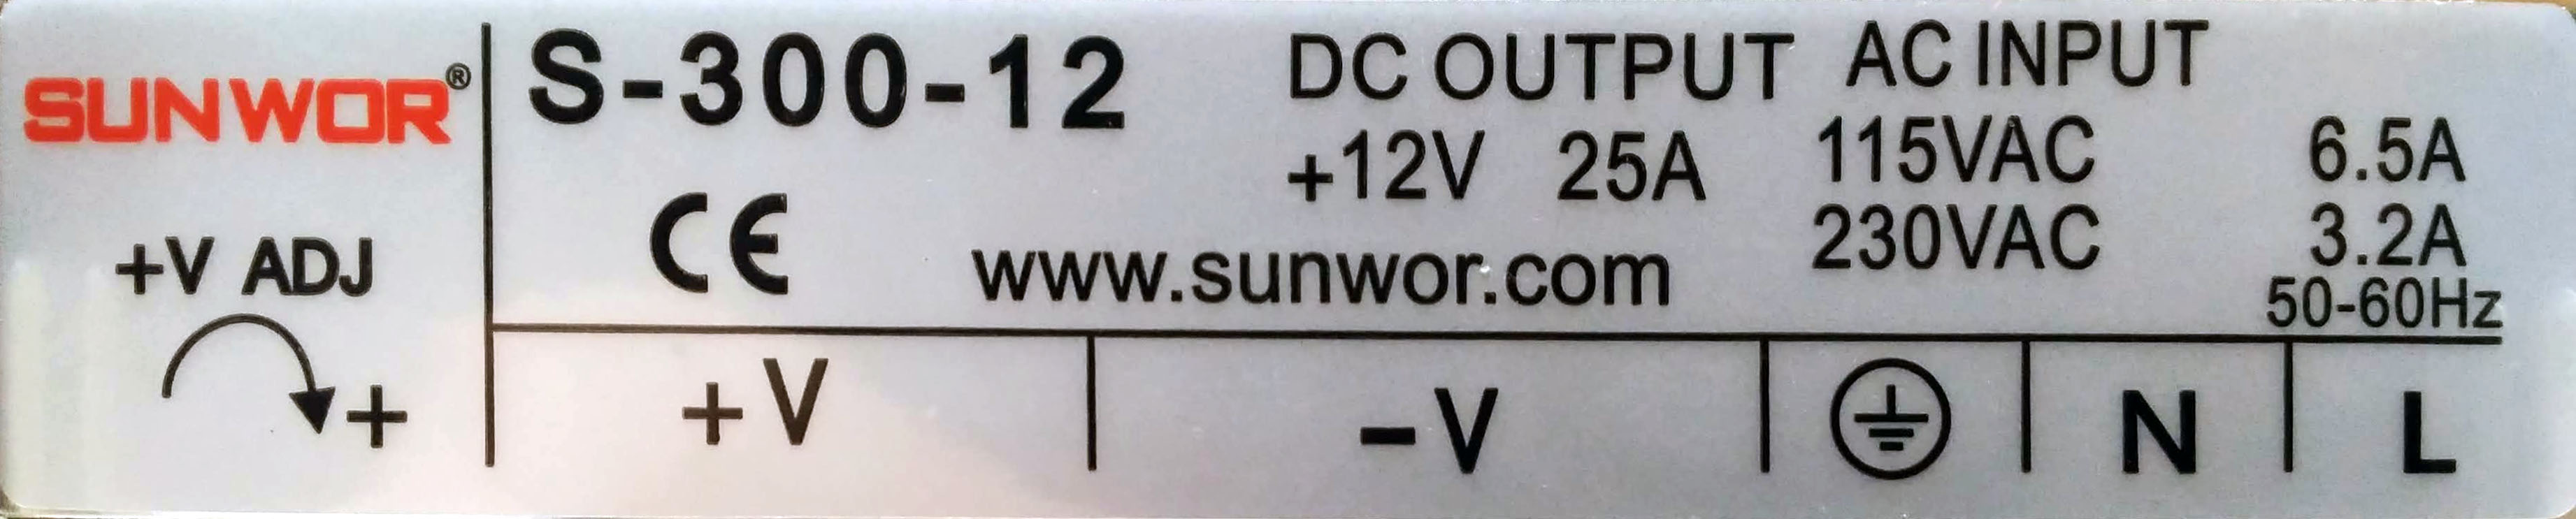 SUNWOR®
+V ADJ
+
S-300-12
CE
www.sunwor.com
DC OUTPUT
+12V 25A
AC INPUT
115VAC 6.5A
230VAC 3.2A
50-60Hz
+V -V N L